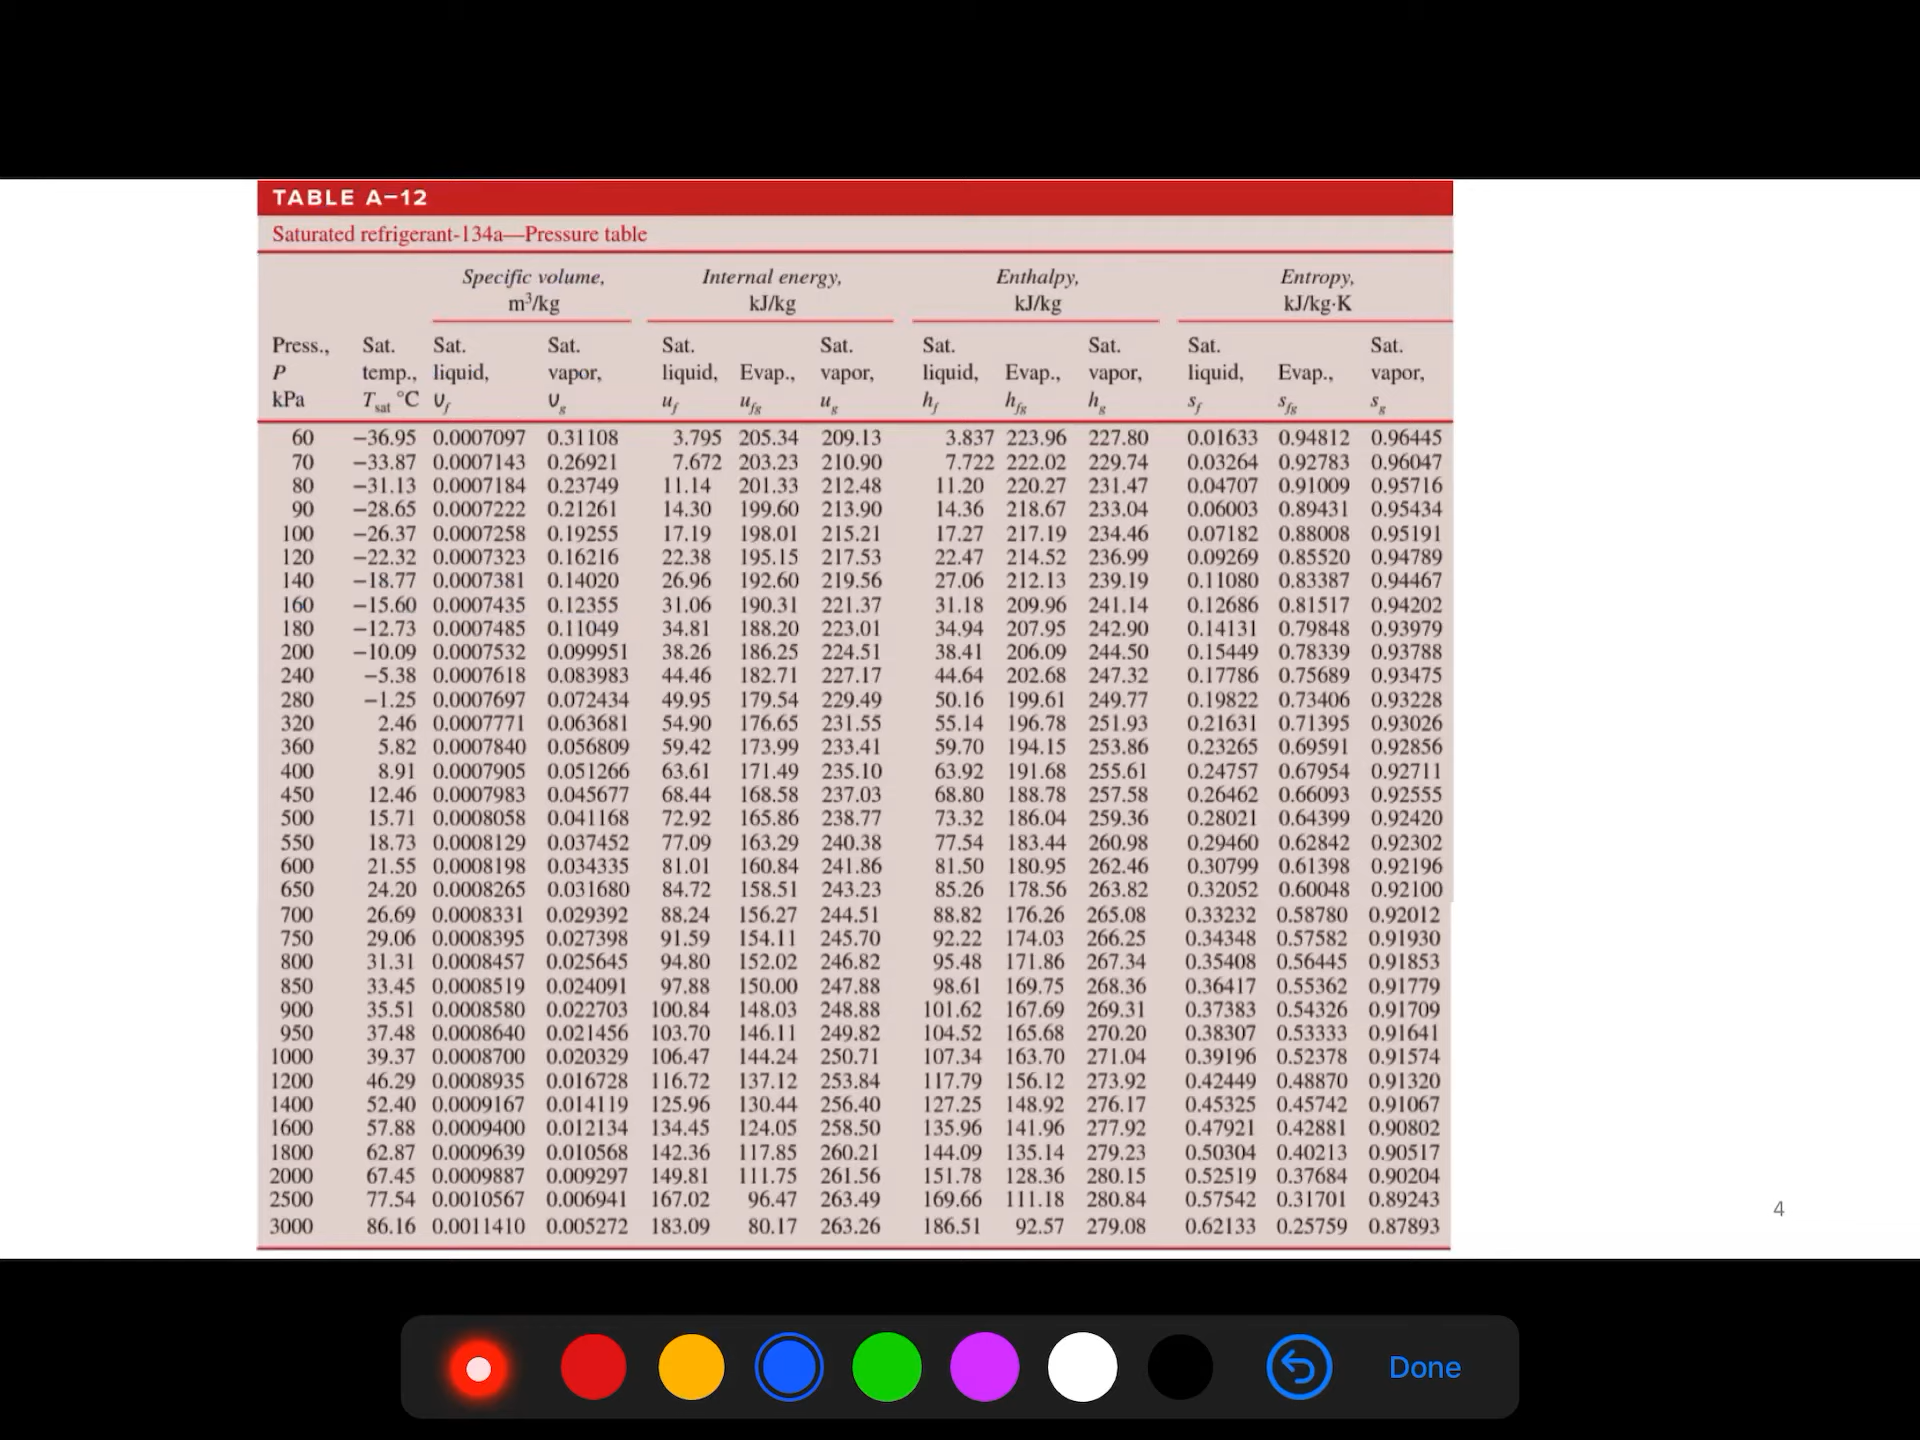 TABLE A–12
Saturated refrigerant-134a—Pressure table
Specific volume, Internal energy, Enthalpy, Entropy,
m³/kg kJ/kg kJ/kg kJ/kg·K
Press., Sat. Sat. Sat. Sat. Sat. Sat. Sat. Sat. Sat.
P temp., liquid, vapor, liquid, Evap., vapor, liquid, Evap., vapor, liquid, Evap., vapor,
kPa Tsat °C υf υg uf ufg ug hf hfg hg sf sfg sg
60 −36.95 0.0007097 0.31108 3.795 205.34 209.13 3.837 223.96 227.80 0.01633 0.94812 0.96445
70 −33.87 0.0007143 0.26921 7.672 203.23 210.90 7.722 222.02 229.74 0.03264 0.92783 0.96047
80 −31.13 0.0007184 0.23749 11.14 201.33 212.48 11.20 220.27 231.47 0.04707 0.91009 0.95716
90 −28.65 0.0007222 0.21261 14.30 199.60 213.90 14.36 218.67 233.04 0.06003 0.89431 0.95434
100 −26.37 0.0007258 0.19255 17.19 198.01 215.21 17.27 217.19 234.46 0.07182 0.88008 0.95191
120 −22.32 0.0007323 0.16216 22.38 195.15 217.53 22.47 214.52 236.99 0.09269 0.85520 0.94789
140 −18.77 0.0007381 0.14020 26.96 192.60 219.56 27.06 212.13 239.19 0.11080 0.83387 0.94467
160 −15.60 0.0007435 0.12355 31.06 190.31 221.37 31.18 209.96 241.14 0.12686 0.81517 0.94202
180 −12.73 0.0007485 0.11049 34.81 188.20 223.01 34.94 207.95 242.90 0.14131 0.79848 0.93979
200 −10.09 0.0007532 0.099951 38.26 186.25 224.51 38.41 206.09 244.50 0.15449 0.78339 0.93788
240 −5.38 0.0007618 0.083983 44.46 182.71 227.17 44.64 202.68 247.32 0.17786 0.75689 0.93475
280 −1.25 0.0007697 0.072434 49.95 179.54 229.49 50.16 199.61 249.77 0.19822 0.73406 0.93228
320 2.46 0.0007771 0.063681 54.90 176.65 231.55 55.14 196.78 251.93 0.21631 0.71395 0.93026
360 5.82 0.0007840 0.056809 59.42 173.99 233.41 59.70 194.15 253.86 0.23265 0.69591 0.92856
400 8.91 0.0007905 0.051266 63.61 171.49 235.10 63.92 191.68 255.61 0.24757 0.67954 0.92711
450 12.46 0.0007983 0.045677 68.44 168.58 237.03 68.80 188.78 257.58 0.26462 0.66093 0.92555
500 15.71 0.0008058 0.041168 72.92 165.86 238.77 73.32 186.04 259.36 0.28021 0.64399 0.92420
550 18.73 0.0008129 0.037452 77.09 163.29 240.38 77.54 183.44 260.98 0.29460 0.62842 0.92302
600 21.55 0.0008198 0.034335 81.01 160.84 241.86 81.50 180.95 262.46 0.30799 0.61398 0.92196
650 24.20 0.0008265 0.031680 84.72 158.51 243.23 85.26 178.56 263.82 0.32052 0.60048 0.92100
700 26.69 0.0008331 0.029392 88.24 156.27 244.51 88.82 176.26 265.08 0.33232 0.58780 0.92012
750 29.06 0.0008395 0.027398 91.59 154.11 245.70 92.22 174.03 266.25 0.34348 0.57582 0.91930
800 31.31 0.0008457 0.025645 94.80 152.02 246.82 95.48 171.86 267.34 0.35408 0.56445 0.91853
850 33.45 0.0008519 0.024091 97.88 150.00 247.88 98.61 169.75 268.36 0.36417 0.55362 0.91779
900 35.51 0.0008580 0.022703 100.84 148.03 248.88 101.62 167.69 269.31 0.37383 0.54326 0.91709
950 37.48 0.0008640 0.021456 103.70 146.11 249.82 104.52 165.68 270.20 0.38307 0.53333 0.91641
1000 39.37 0.0008700 0.020329 106.47 144.24 250.71 107.34 163.70 271.04 0.39196 0.52378 0.91574
1200 46.29 0.0008935 0.016728 116.72 137.12 253.84 117.79 156.12 273.92 0.42449 0.48870 0.91320
1400 52.40 0.0009167 0.014119 125.96 130.44 256.40 127.25 148.92 276.17 0.45325 0.45742 0.91067
1600 57.88 0.0009400 0.012134 134.45 124.05 258.50 135.96 141.96 277.92 0.47921 0.42881 0.90802
1800 62.87 0.0009639 0.010568 142.36 117.85 260.21 144.09 135.14 279.23 0.50304 0.40213 0.90517
2000 67.45 0.0009887 0.009297 149.81 111.75 261.56 151.78 128.36 280.15 0.52519 0.37684 0.90204
2500 77.54 0.0010567 0.006941 167.02 96.47 263.49 169.66 111.18 280.84 0.57542 0.31701 0.89243
3000 86.16 0.0011410 0.005272 183.09 80.17 263.26 186.51 92.57 279.08 0.62133 0.25759 0.87893
4
Done